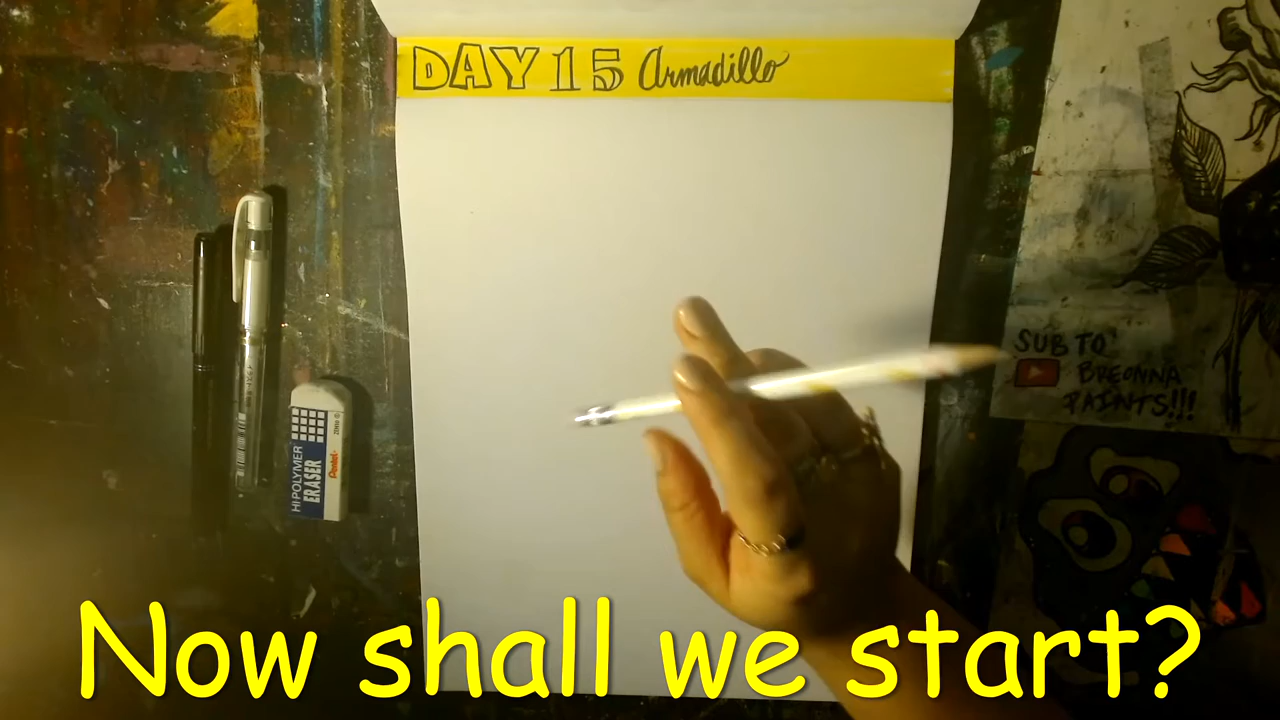 DAY 15 Armadillo
SUB TO
BREONNA
PAINTS!!!
HI-POLYMER
ERASER
Pentel
Now shall we start?